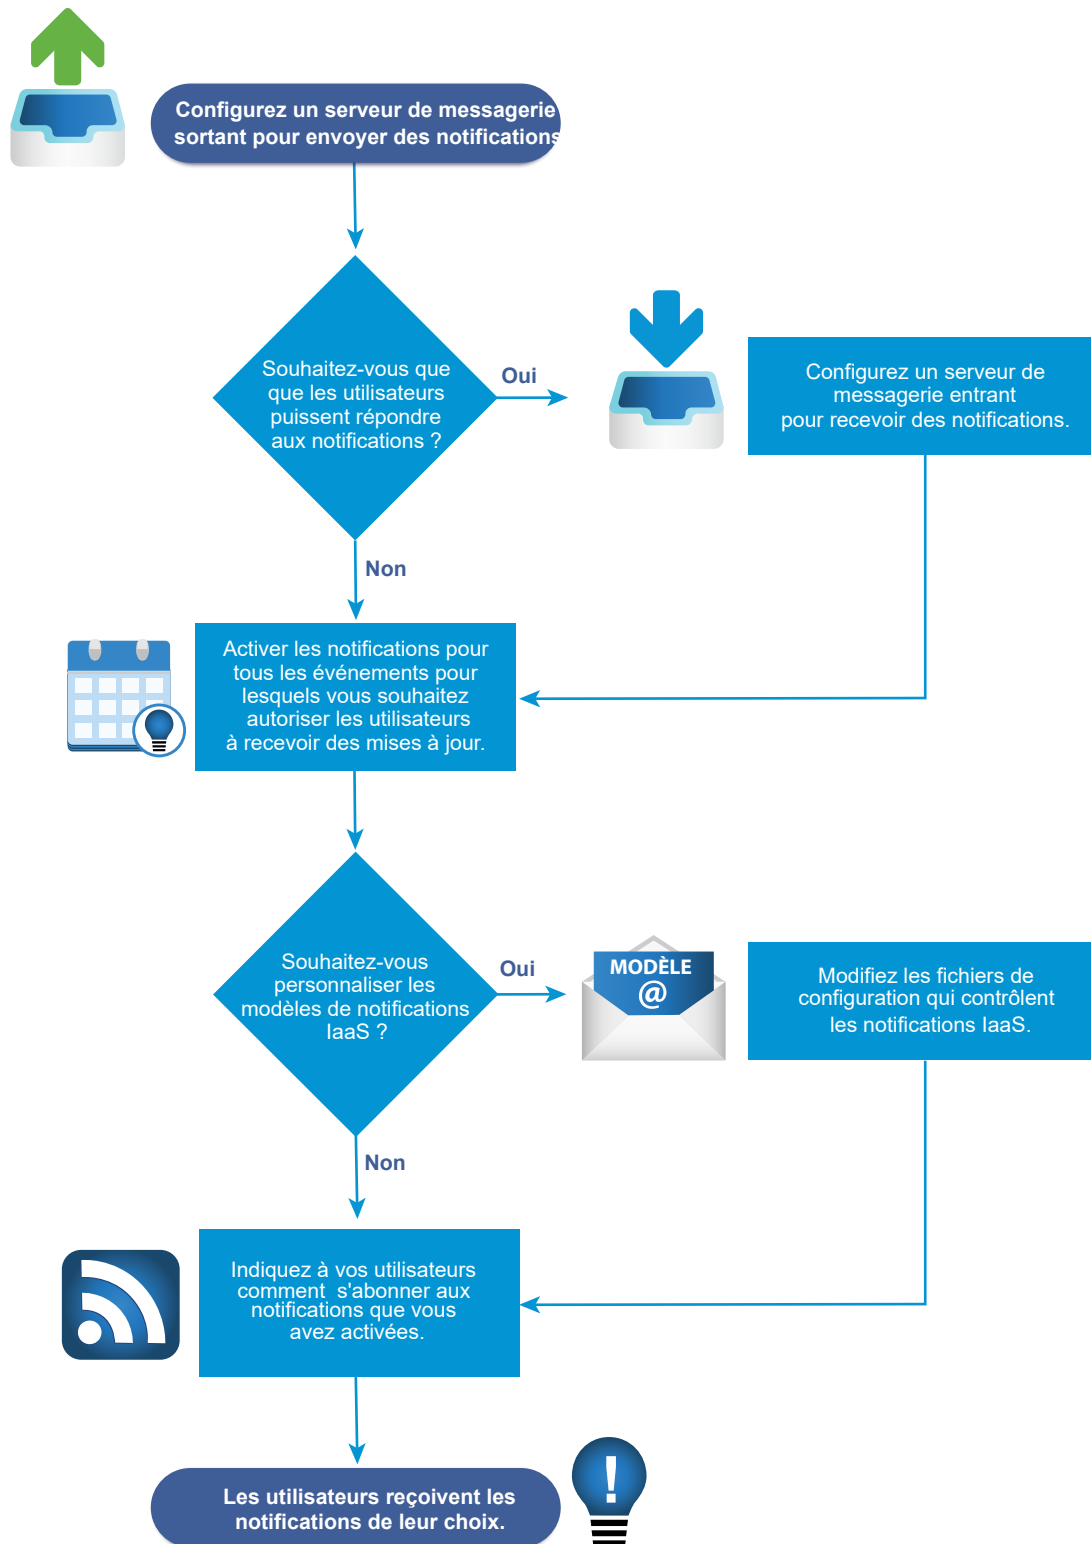 Configurez un serveur de messagerie
sortant pour envoyer des notifications
Souhaitez-vous que
que les utilisateurs
puissent répondre
aux notifications ?
Oui
Configurez un serveur de
messagerie entrant
pour recevoir des notifications.
Non
Activer les notifications pour
tous les événements pour
lesquels vous souhaitez
autoriser les utilisateurs
à recevoir des mises à jour.
Souhaitez-vous
personnaliser les
modèles de notifications
IaaS ?
Oui
MODÈLE
@
Modifiez les fichiers de
configuration qui contrôlent
les notifications IaaS.
Non
Indiquez à vos utilisateurs
comment s'abonner aux
notifications que vous
avez activées.
Les utilisateurs reçoivent les
notifications de leur choix.
!